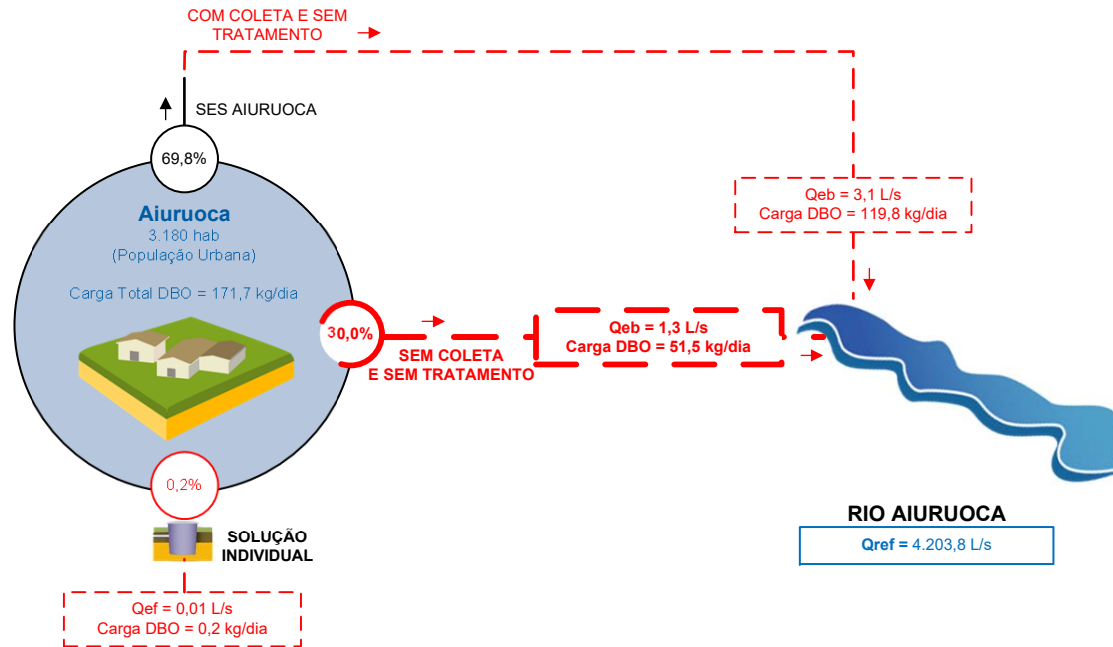 COM COLETA E SEM
TRATAMENTO
SES AIURUOCA
69,8%
Aiuruoca
3.180 hab
(População Urbana)
Carga Total DBO = 171,7 kg/dia
Qeb = 3,1 L/s
Carga DBO = 119,8 kg/dia
30,0%
SEM COLETA
E SEM TRATAMENTO
Qeb = 1,3 L/s
Carga DBO = 51,5 kg/dia
0,2%
SOLUÇÃO
INDIVIDUAL
Qef = 0,01 L/s
Carga DBO = 0,2 kg/dia
RIO AIURUOCA
Qref = 4.203,8 L/s